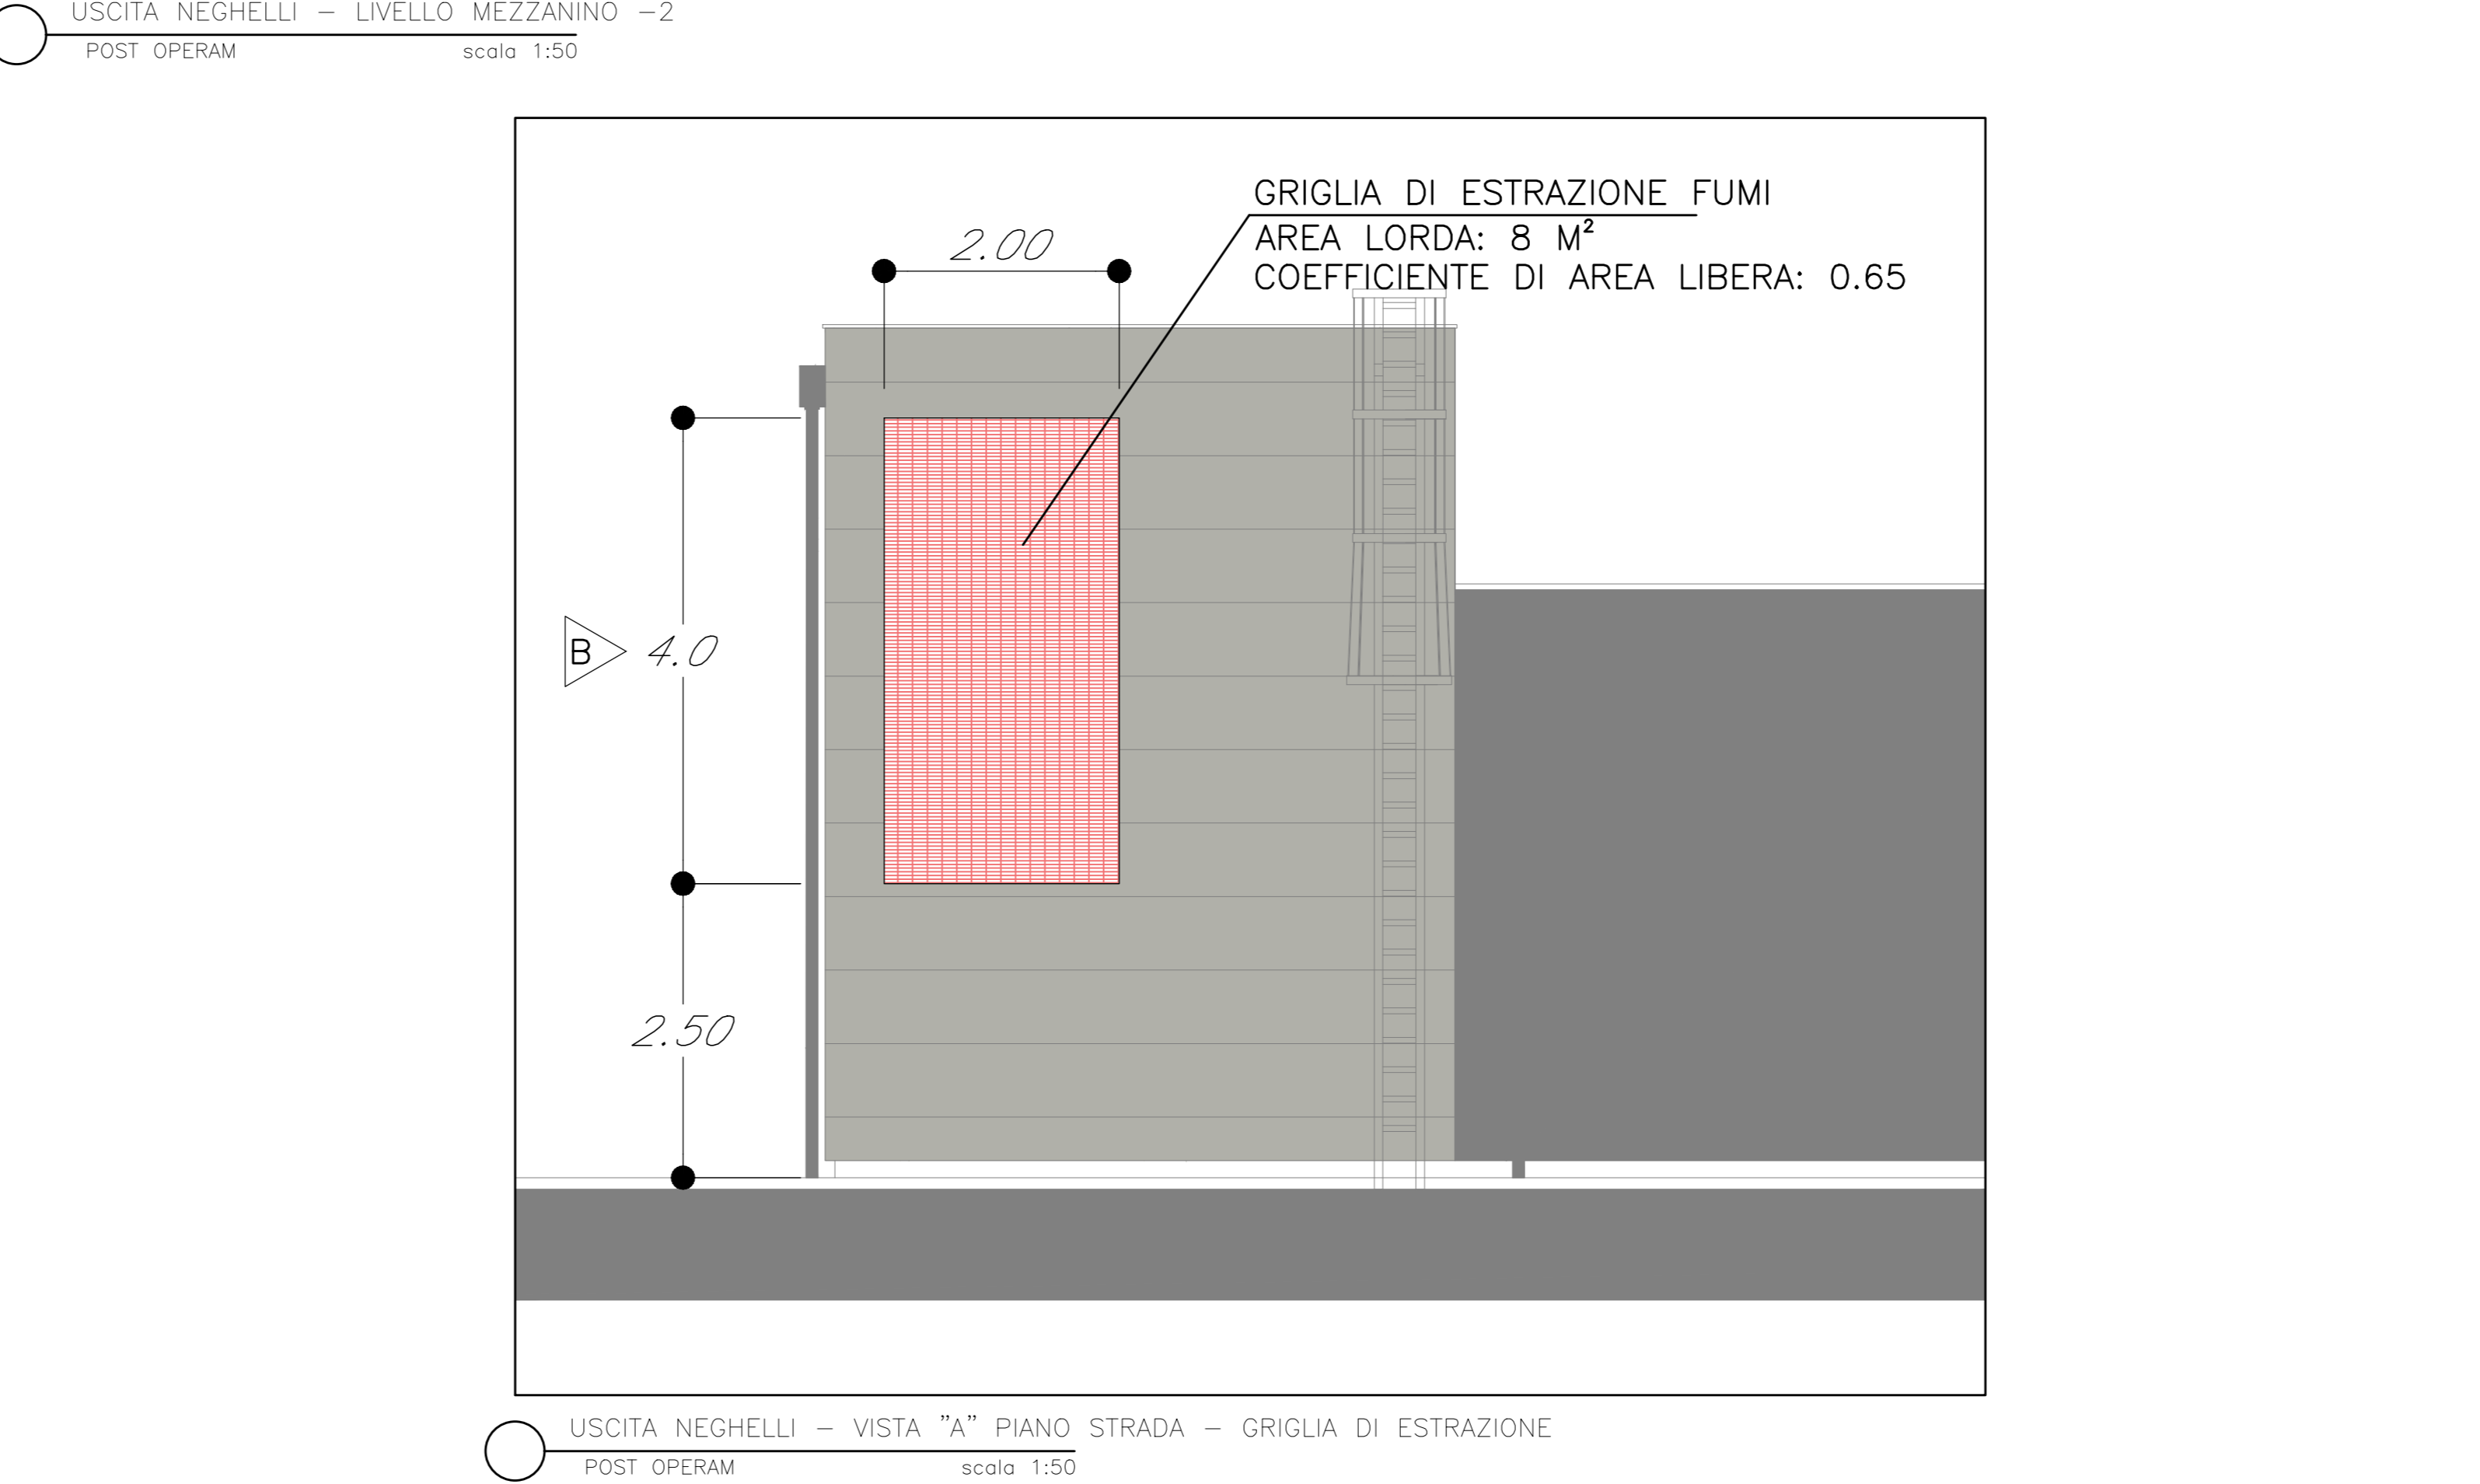 USCITA NEGHELLI – LIVELLO MEZZANINO –2
POST OPERAM scala 1:50
GRIGLIA DI ESTRAZIONE FUMI
AREA LORDA: 8 M²
COEFFICIENTE DI AREA LIBERA: 0.65
2.00
B 4.0
2.50
USCITA NEGHELLI – VISTA "A" PIANO STRADA – GRIGLIA DI ESTRAZIONE
POST OPERAM scala 1:50